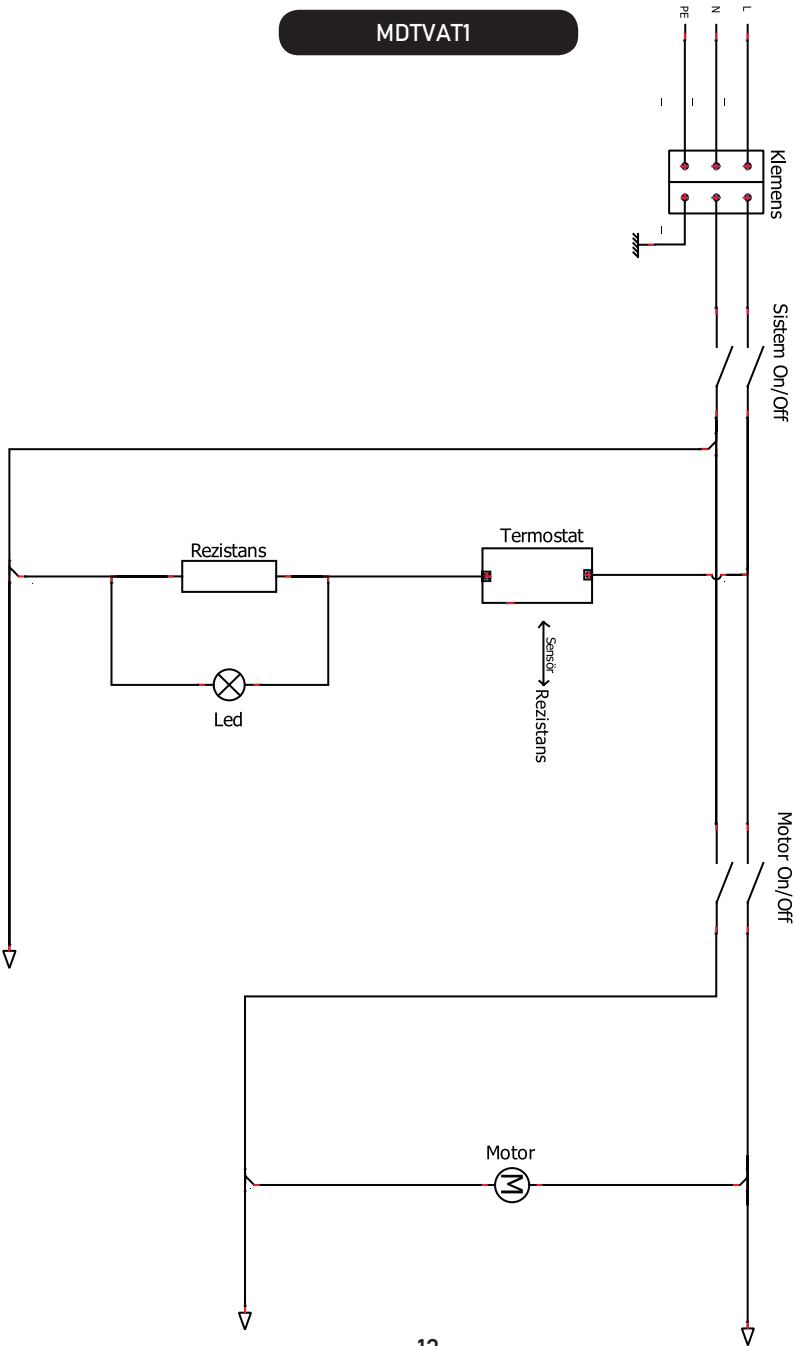 MDTVAT1
PE
N
L
Klemens
Sistem On/Off
Rezistans
Termostat
Sensör
Rezistans
Led
Motor On/Off
Motor
M
12